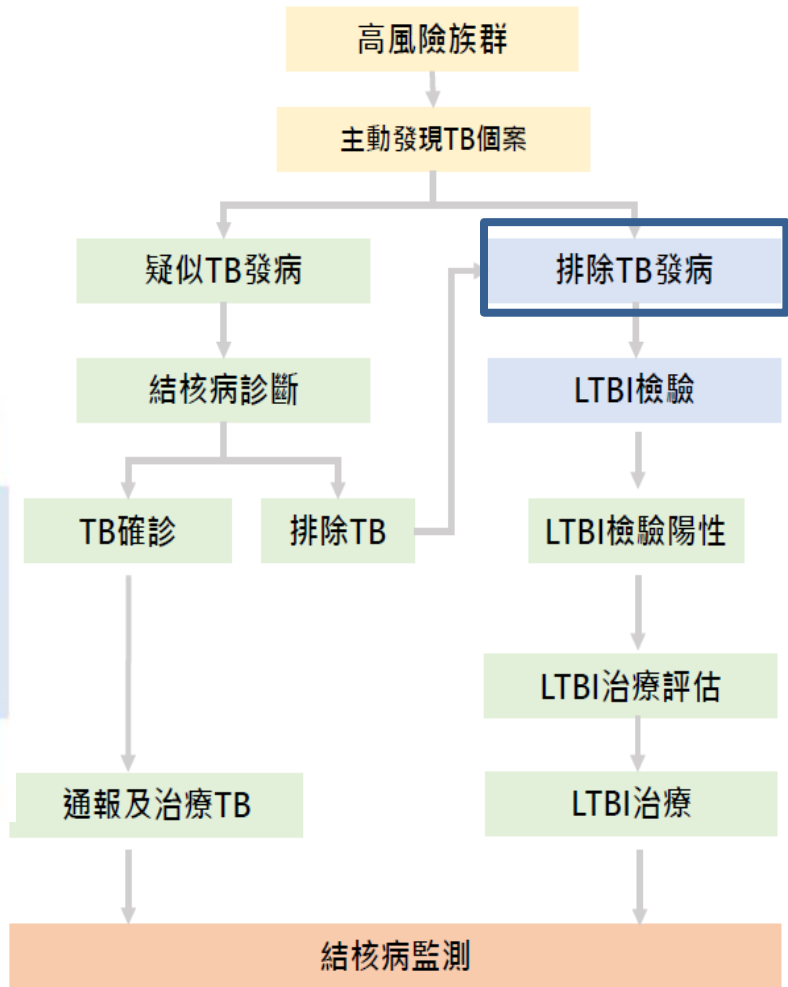 高風險族群
主動發現TB個案
疑似TB發病
排除TB發病
結核病診斷
LTBI檢驗
TB確診
排除TB
LTBI檢驗陽性
LTBI治療評估
通報及治療TB
LTBI治療
結核病監測